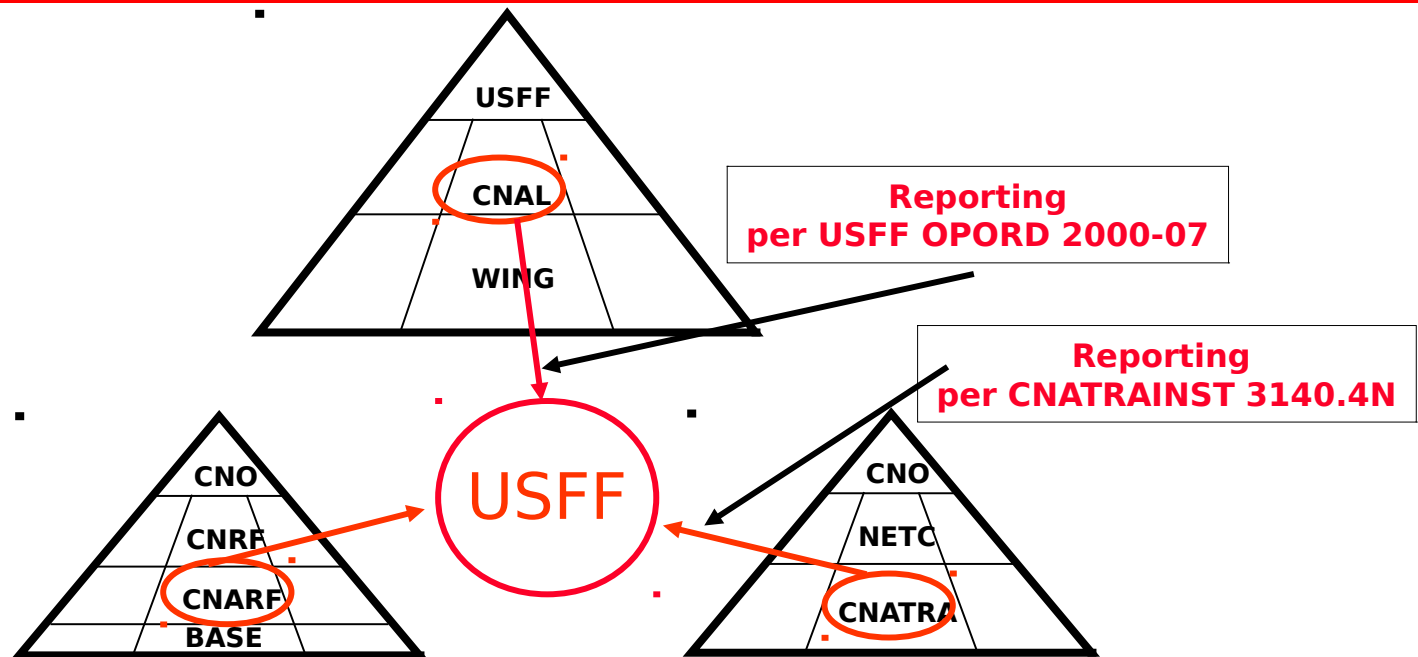 USFF
CNAL
WING
Reporting
per USFF OPORD 2000-07
Reporting
per CNATRAINST 3140.4N
CNO
CNRF
CNARF
BASE
USFF
CNO
NETC
CNATRA